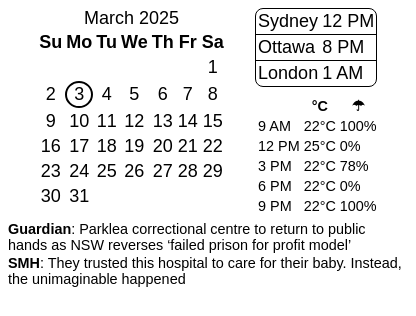 March 2025
Su Mo Tu We Th Fr Sa
1
2 3 4 5 6 7 8
9 10 11 12 13 14 15
16 17 18 19 20 21 22
23 24 25 26 27 28 29
30 31
Sydney 12 PM
Ottawa 8 PM
London 1 AM
°C ☂
9 AM 22°C 100%
12 PM 25°C 0%
3 PM 22°C 78%
6 PM 22°C 0%
9 PM 22°C 100%
Guardian: Parklea correctional centre to return to public
hands as NSW reverses ‘failed prison for profit model’
SMH: They trusted this hospital to care for their baby. Instead,
the unimaginable happened